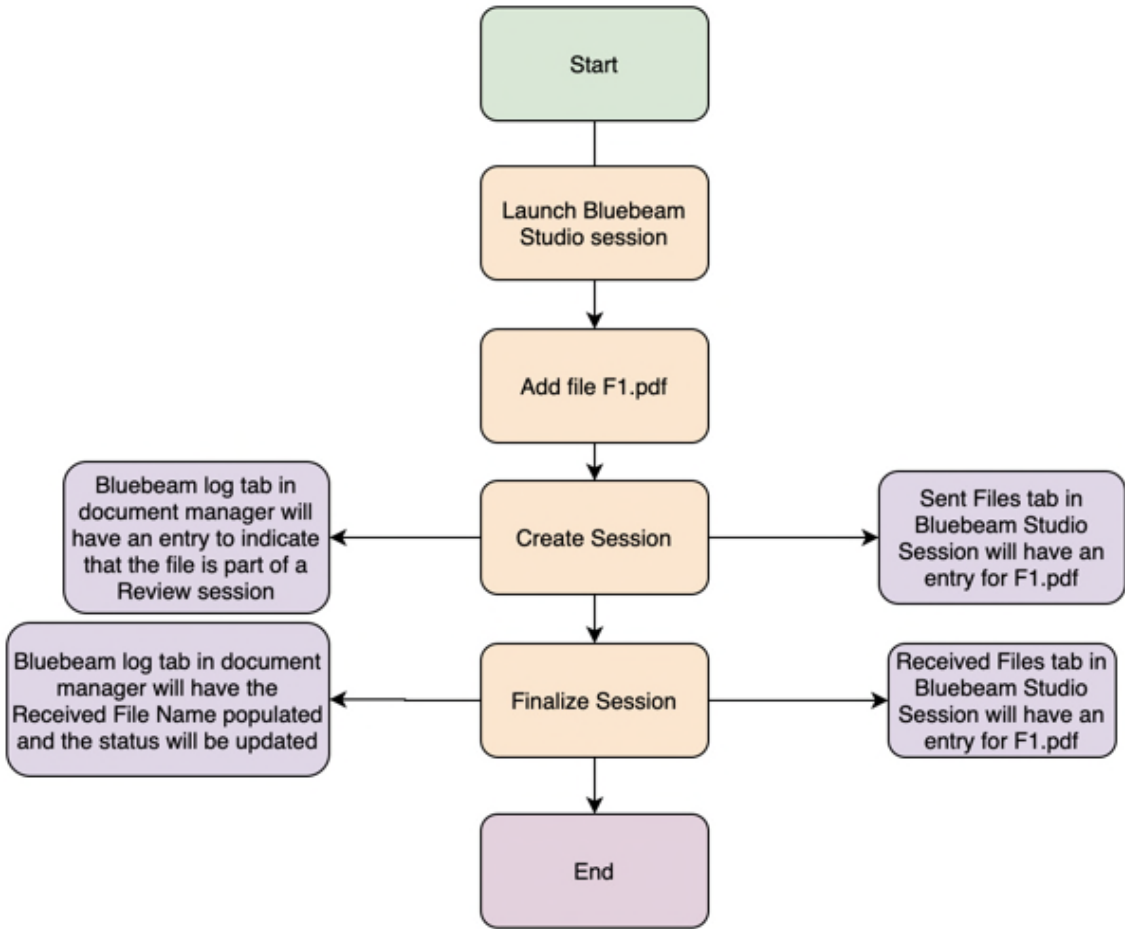 Start
Launch Bluebeam
Studio session
Add file F1.pdf
Bluebeam log tab in
document manager will
have an entry to indicate
that the file is part of a
Review session
Create Session
Sent Files tab in
Bluebeam Studio
Session will have an
entry for F1.pdf
Bluebeam log tab in document
manager will have the
Received File Name populated
and the status will be updated
Finalize Session
Received Files tab in
Bluebeam Studio
Session will have an
entry for F1.pdf
End